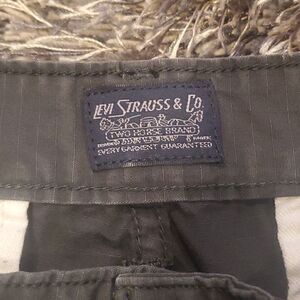 LEVI STRAUSS & CO.
TWO HORSE BRAND
EVERY GARMENT GUARANTEED